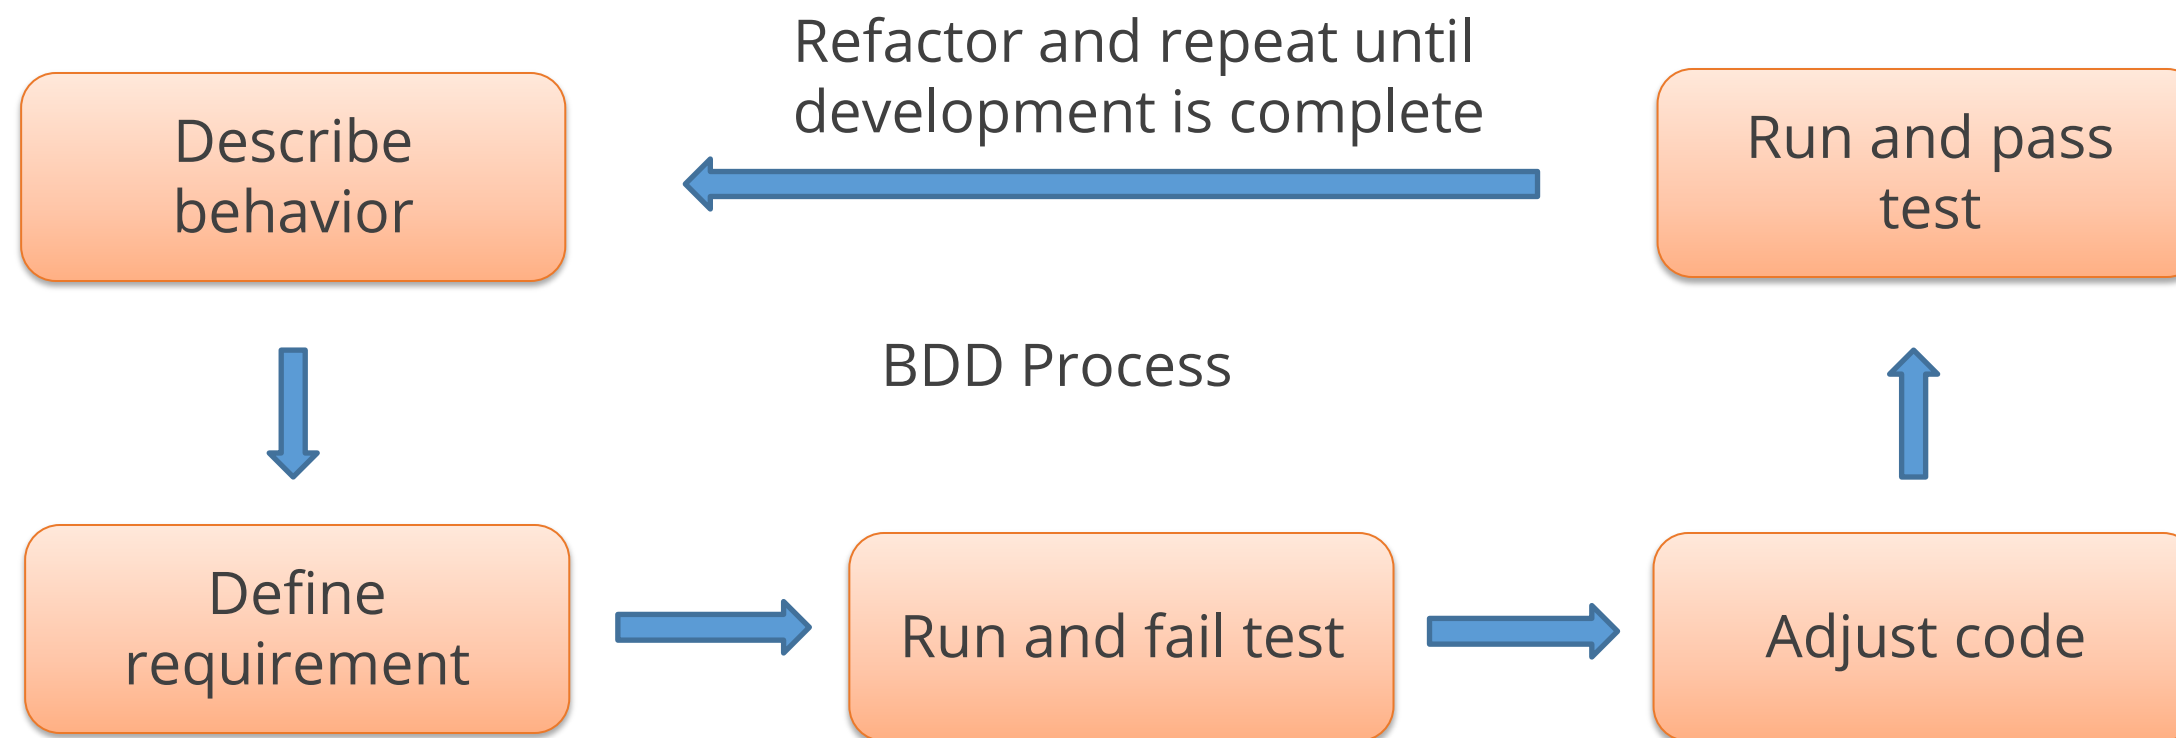 Refactor and repeat until
development is complete
Describe
behavior
Run and pass
test
BDD Process
Define
requirement
Run and fail test
Adjust code